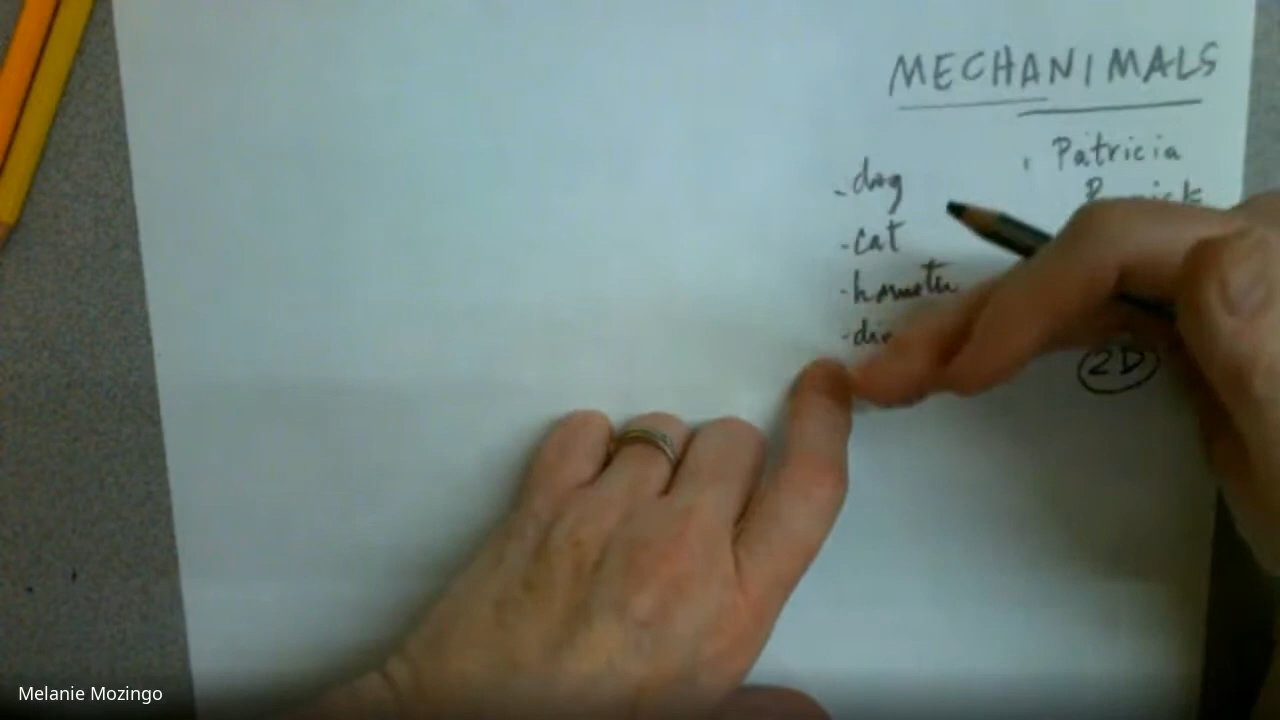 MECHANIMALS
Patricia
-dog
-cat
-hamster
2D
Melanie Mozingo